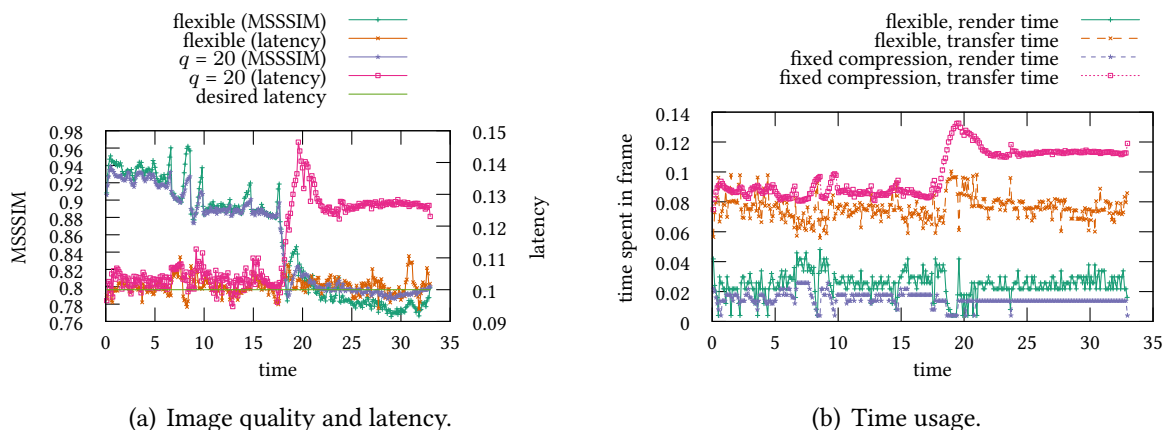 flexible (MSSSIM)
flexible (latency)
q = 20 (MSSSIM)
q = 20 (latency)
desired latency
0.98
0.96
0.94
0.92
0.9
0.88
0.86
0.84
0.82
0.8
0.78
0.76
MSSSIM
0 5 10 15 20 25 30 35
time
0.15
0.14
0.13
0.12
0.11
0.1
0.09
latency
(a) Image quality and latency.
flexible, render time
flexible, transfer time
fixed compression, render time
fixed compression, transfer time
0.14
0.12
0.1
0.08
0.06
0.04
0.02
0
time spent in frame
0 5 10 15 20 25 30 35
time
(b) Time usage.